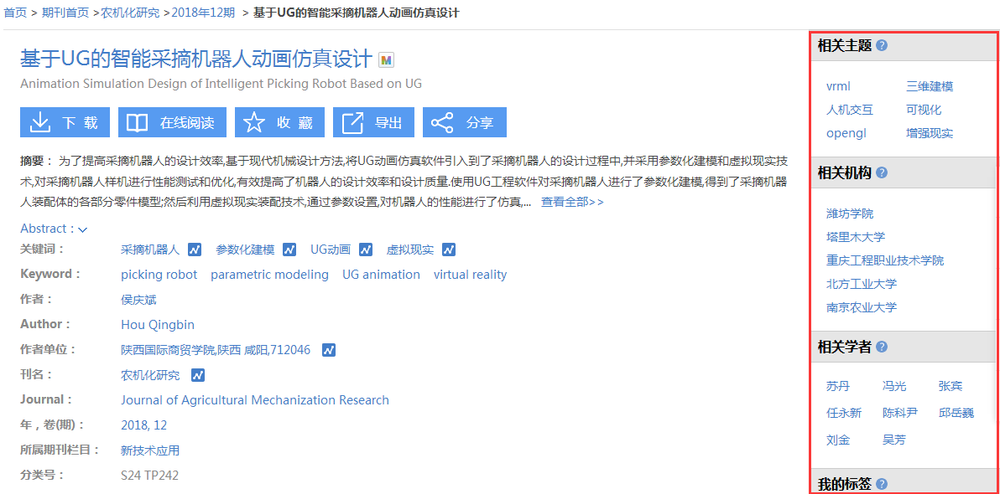 首页 > 期刊首页 >农机化研究 >2018年12期 > 基于UG的智能采摘机器人动画仿真设计
基于UG的智能采摘机器人动画仿真设计 M
Animation Simulation Design of Intelligent Picking Robot Based on UG
下 载 在线阅读 收 藏 导出 分享
摘要： 为了提高采摘机器人的设计效率,基于现代机械设计方法,将UG动画仿真软件引入到了采摘机器人的设计过程中,并采用参数化建模和虚拟现实技
术,对采摘机器人样机进行性能测试和优化,有效提高了机器人的设计效率和设计质量.使用UG工程软件对采摘机器人进行了参数化建模,得到了采摘机器
人装配体的各部分零件模型;然后利用虚拟现实装配技术,通过参数设置,对机器人的性能进行了仿真,... 查看全部>>
Abstract：
关键词： 采摘机器人 参数化建模 UG动画 虚拟现实
Keyword： picking robot parametric modeling UG animation virtual reality
作者： 侯庆斌
Author： Hou Qingbin
作者单位： 陕西国际商贸学院,陕西 咸阳,712046
刊名： 农机化研究
Journal： Journal of Agricultural Mechanization Research
年，卷(期)： 2018, 12
所属期刊栏目： 新技术应用
分类号： S24 TP242
相关主题 ?
vrml 三维建模
人机交互 可视化
opengl 增强现实
相关机构 ?
潍坊学院
塔里木大学
重庆工程职业技术学院
北方工业大学
南京农业大学
相关学者 ?
苏丹 冯光 张宾
任永新 陈科尹 邱岳巍
刘金 吴芳
我的标签 ?